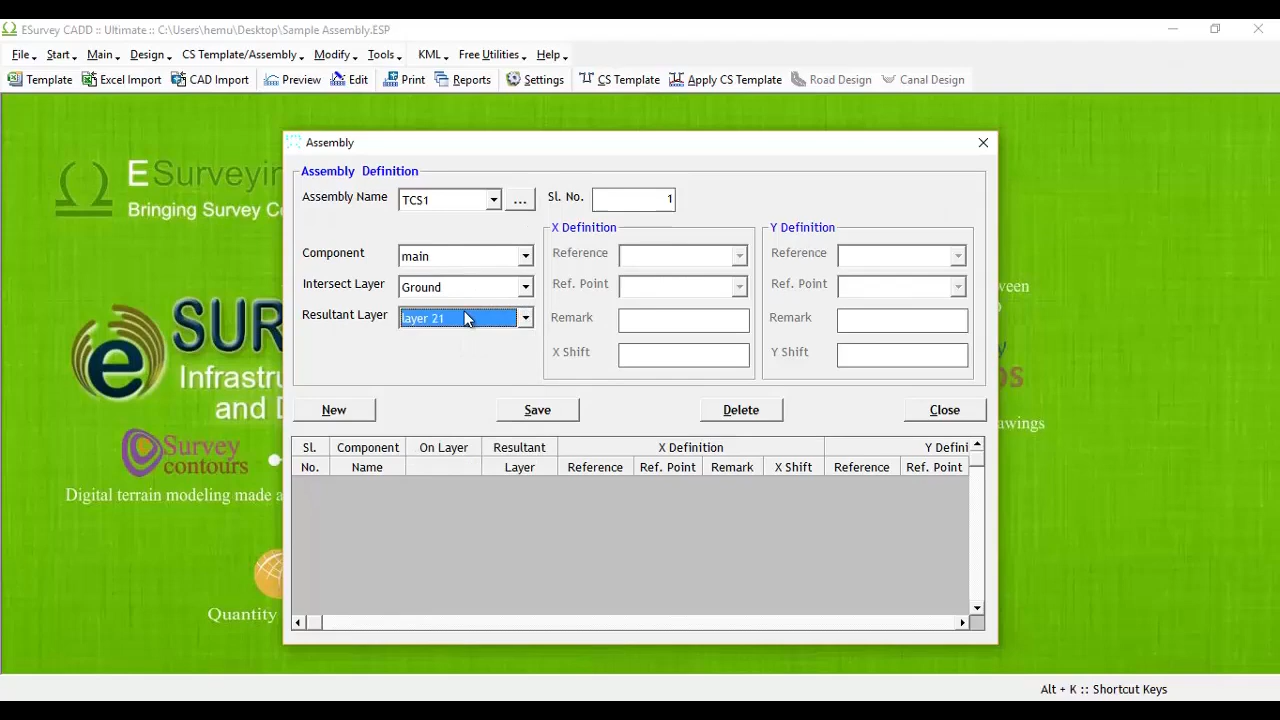 ESurvey CADD :: Ultimate :: C:\Users\hemu\Desktop\Sample Assembly.ESP
File Start Main Design CS Template/Assembly Modify Tools KML Free Utilities Help
Template Excel Import CAD Import Preview Edit Print Reports Settings CS Template Apply CS Template Road Design Canal Design
Assembly
ESurveyin
Bringing Survey C
Assembly Definition
Assembly Name TCS1 ... Sl. No. 1
X Definition Y Definition
Component main Reference Reference
Intersect Layer Ground Ref. Point Ref. Point
Resultant Layer layer 21 Remark Remark
X Shift Y Shift
SUR
Infrastru
and D
New Save Delete Close
Survey
contours
Digital terrain modeling made a
Sl. Component On Layer Resultant X Definition Y Defini
No. Name Layer Reference Ref. Point Remark X Shift Reference Ref. Point
Quantity
ween
OS
awings
Alt + K :: Shortcut Keys